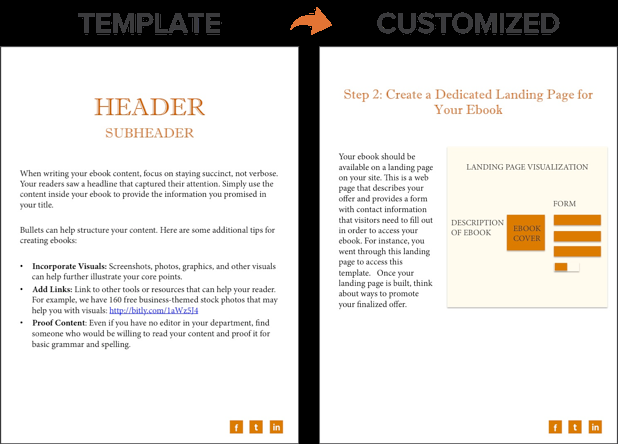 TEMPLATE
CUSTOMIZED
HEADER
SUBHEADER
When writing your ebook content, focus on staying succinct, not verbose.
Your readers saw a headline that captured their attention. Simply use the
content inside your ebook to provide the information you promised in
your title.
Bullets can help structure your content. Here are some additional tips for
creating ebooks:
• Incorporate Visuals: Screenshots, photos, graphics, and other visuals
can help further illustrate your core points.
• Add Links: Link to other tools or resources that can help your reader.
For example, we have 160 free business-themed stock photos that may
help you with visuals: http://bitly.com/1aWz5J4
• Proof Content: Even if you have no editor in your department, find
someone who would be willing to read your content and proof it for
basic grammar and spelling.
f t in
Step 2: Create a Dedicated Landing Page for
Your Ebook
Your ebook should be
available on a landing page
on your site. This is a web
page that describes your
offer and provides a form
with contact information
that visitors need to fill out
in order to access your
ebook. For instance, you
went through this landing
page to access this
template. Once your
landing page is built, think
about ways to promote
your finalized offer.
LANDING PAGE VISUALIZATION
FORM
DESCRIPTION
OF EBOOK
EBOOK
COVER
f t in